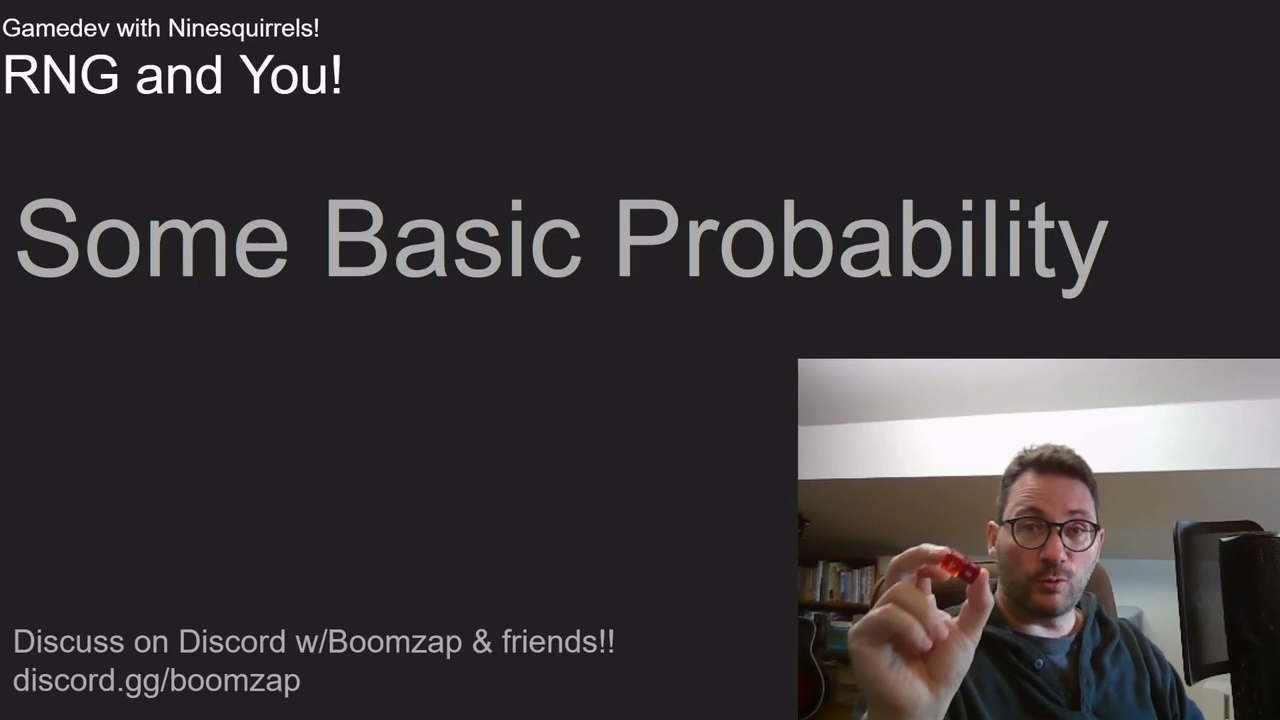 Gamedev with Ninesquirrels!
RNG and You!
Some Basic Probability
Discuss on Discord w/Boomzap & friends!!
discord.gg/boomzap